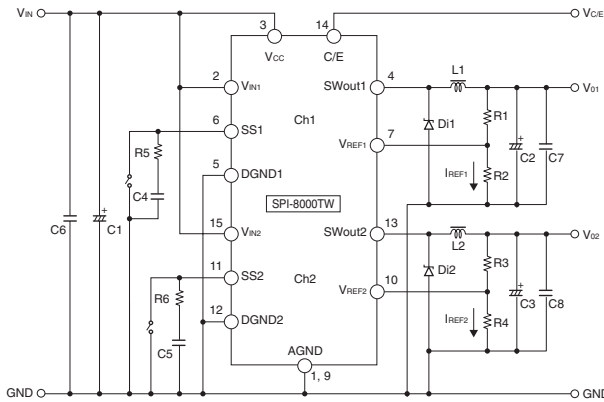 VIN
3
14
VC/E
VCC
C/E
2
VIN1
SWout1
4
L1
V01
Ch1
6
SS1
R5
Di1
R1
7
VREF1
C2
C7
5
DGND1
C4
IREF1
R2
SPI-8000TW
C6
C1
15
VIN2
SWout2
13
L2
V02
11
SS2
Ch2
R6
Di2
R3
10
VREF2
C3
C8
12
DGND2
C5
IREF2
R4
AGND
1, 9
GND
GND
+
+
+